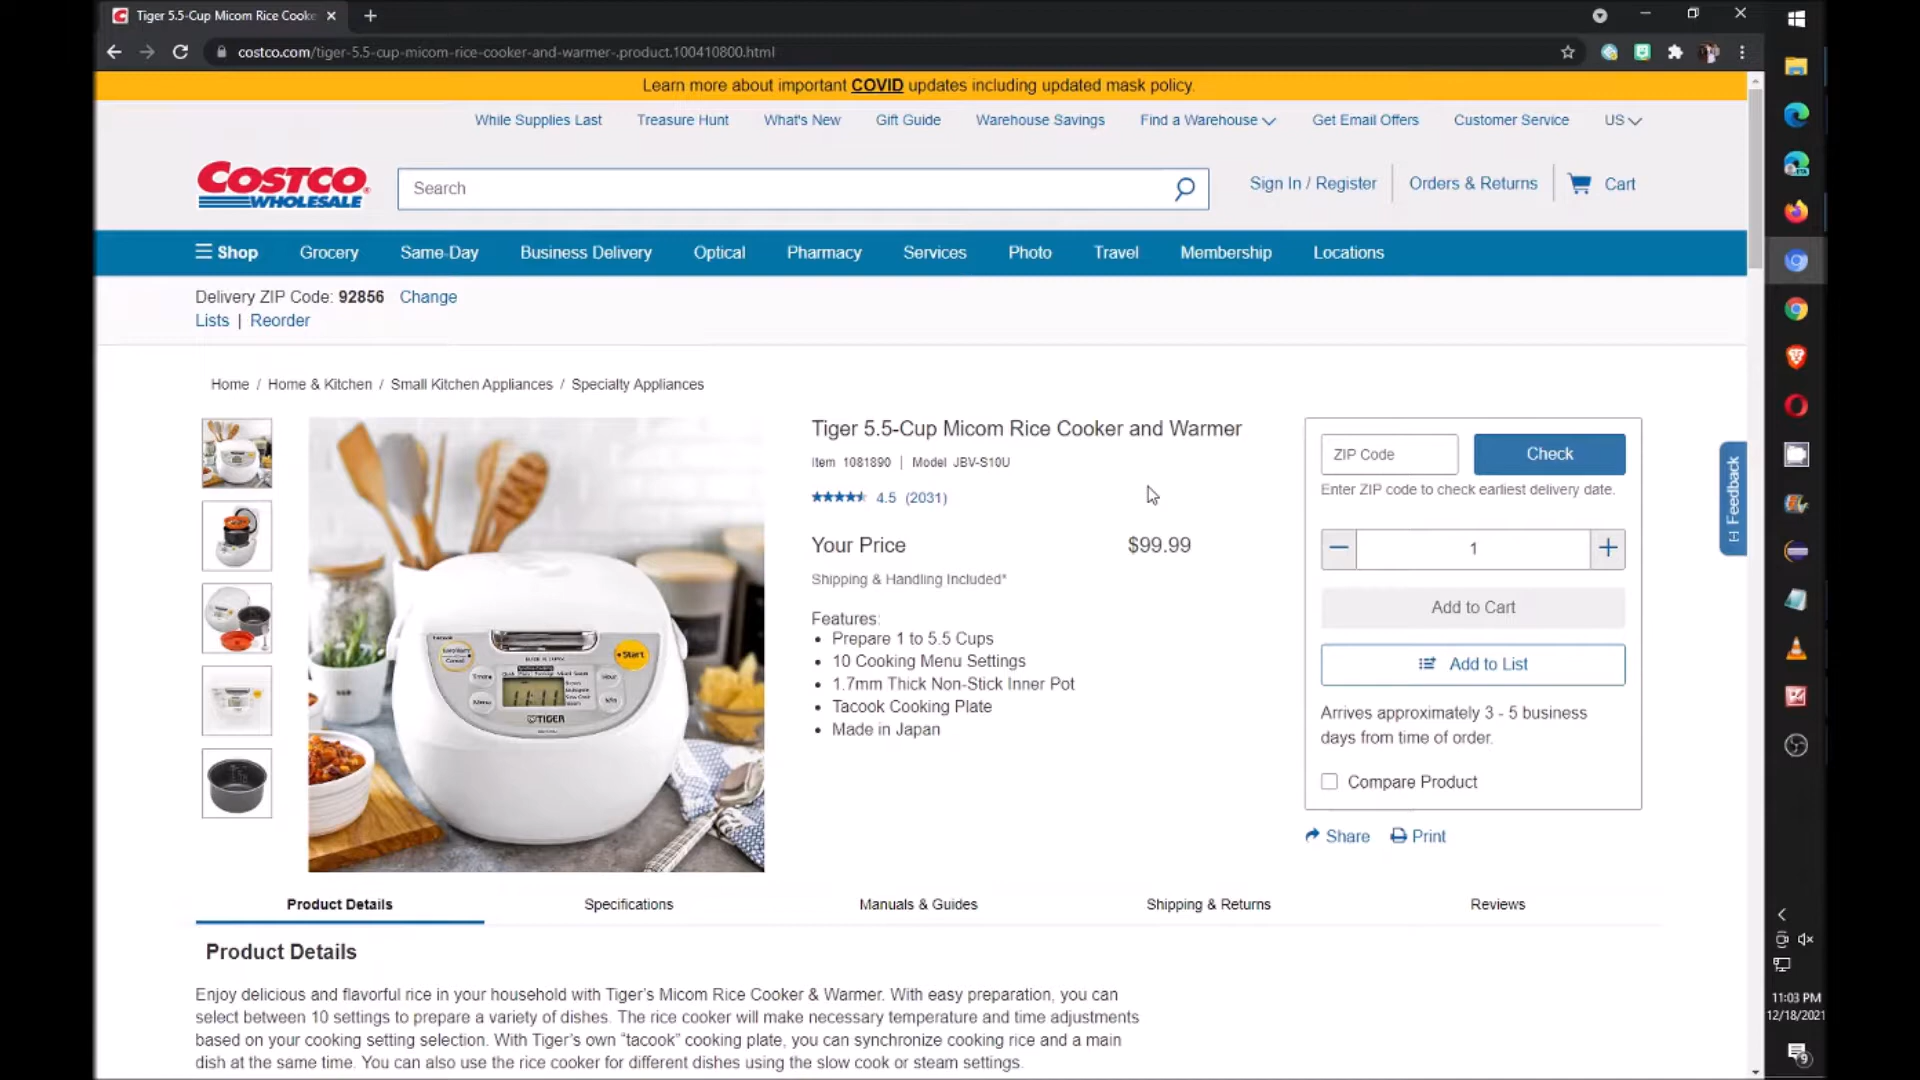 Tiger 5.5-Cup Micom Rice Cooke
costco.com/tiger-5.5-cup-micom-rice-cooker-and-warmer-.product.100410800.html
Learn more about important COVID updates including updated mask policy.
While Supplies Last Treasure Hunt What's New Gift Guide Warehouse Savings Find a Warehouse Get Email Offers Customer Service US
COSTCO WHOLESALE
Search
Sign In / Register Orders & Returns Cart
Shop Grocery Same-Day Business Delivery Optical Pharmacy Services Photo Travel Membership Locations
Delivery ZIP Code: 92856 Change
Lists | Reorder
Home / Home & Kitchen / Small Kitchen Appliances / Specialty Appliances
Start
Menu
Hour
11:11
TIGER
Tiger 5.5-Cup Micom Rice Cooker and Warmer
Item 1081890 | Model JBV-S10U
4.5 (2031)
Your Price $99.99
Shipping & Handling Included*
Features:
• Prepare 1 to 5.5 Cups
• 10 Cooking Menu Settings
• 1.7mm Thick Non-Stick Inner Pot
• Tacook Cooking Plate
• Made in Japan
ZIP Code Check
Enter ZIP code to check earliest delivery date.
1
Add to Cart
Add to List
Arrives approximately 3 - 5 business
days from time of order.
Compare Product
Share Print
[-] Feedback
Product Details Specifications Manuals & Guides Shipping & Returns Reviews
Product Details
Enjoy delicious and flavorful rice in your household with Tiger's Micom Rice Cooker & Warmer. With easy preparation, you can
select between 10 settings to prepare a variety of dishes. The rice cooker will make necessary temperature and time adjustments
based on your cooking setting selection. With Tiger's own “tacook” cooking plate, you can synchronize cooking rice and a main
dish at the same time. You can also use the rice cooker for different dishes using the slow cook or steam settings.
11:03 PM
12/18/2021
9